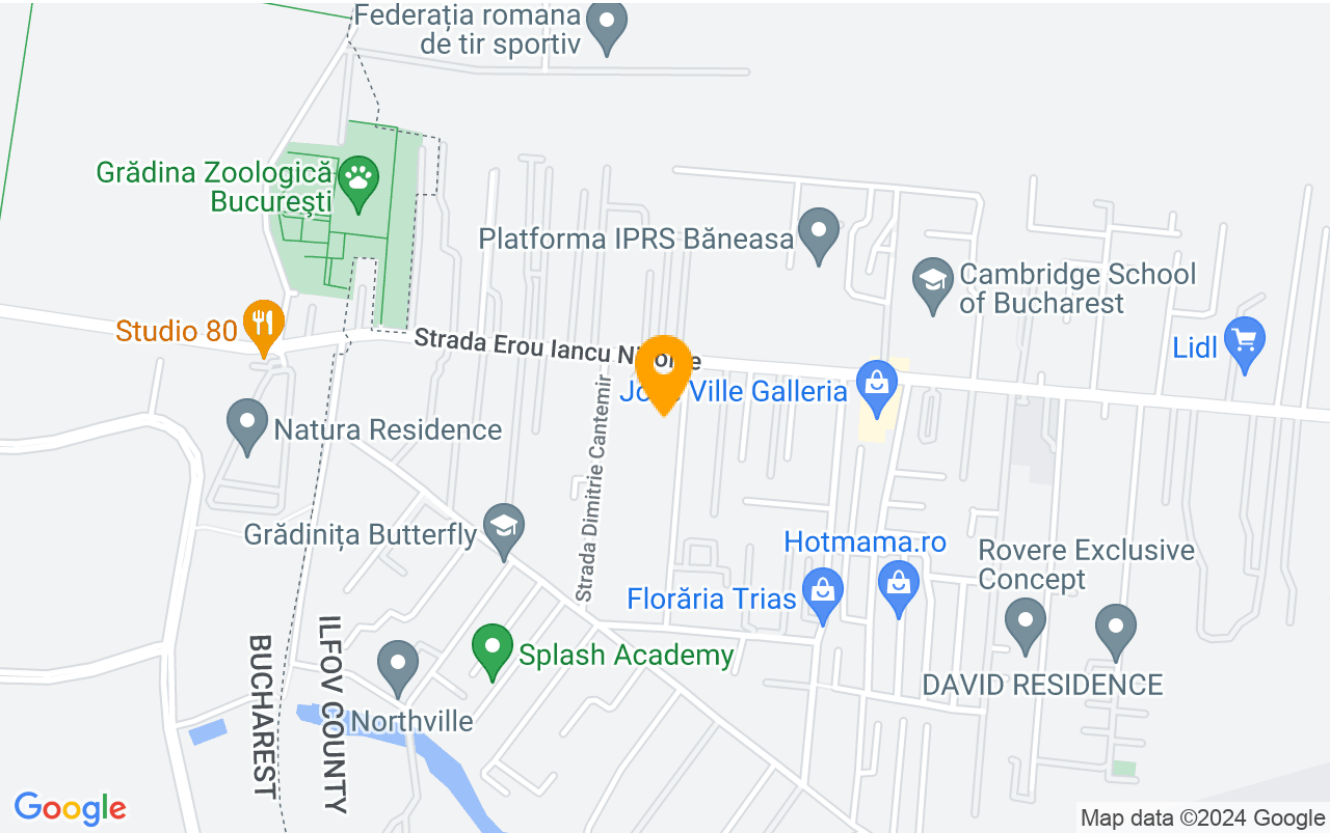 Federația romana
de tir sportiv
Grădina Zoologică
București
Platforma IPRS Băneasa
Cambridge School
of Bucharest
Studio 80
Strada Erou Iancu
Lidl
Ville Galleria
Natura Residence
Strada Dimitrie Cantemir
Grădinița Butterfly
Hotmama.ro
Rovere Exclusive
Concept
Florăria Trias
Splash Academy
ILFOV COUNTY
BUCHAREST
DAVID RESIDENCE
Northville
Google
Map data ©2024 Google